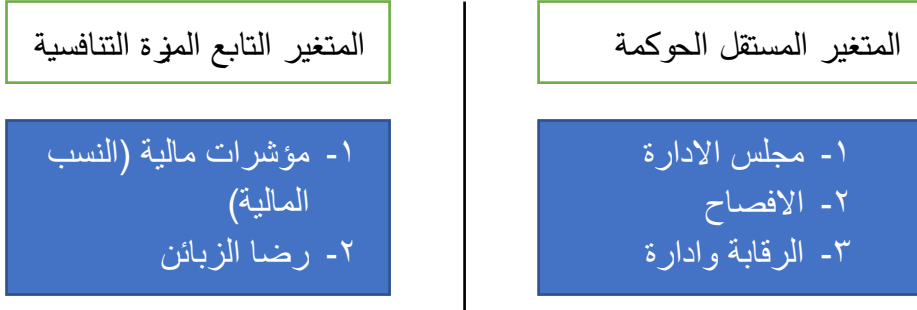 المتغير المستقل الحوكمة
١- مجلس الادارة
٢- الافصاح
٣- الرقابة وادارة
المتغير التابع الميزة التنافسية
١- مؤشرات مالية (النسب
المالية)
٢- رضا الزبائن